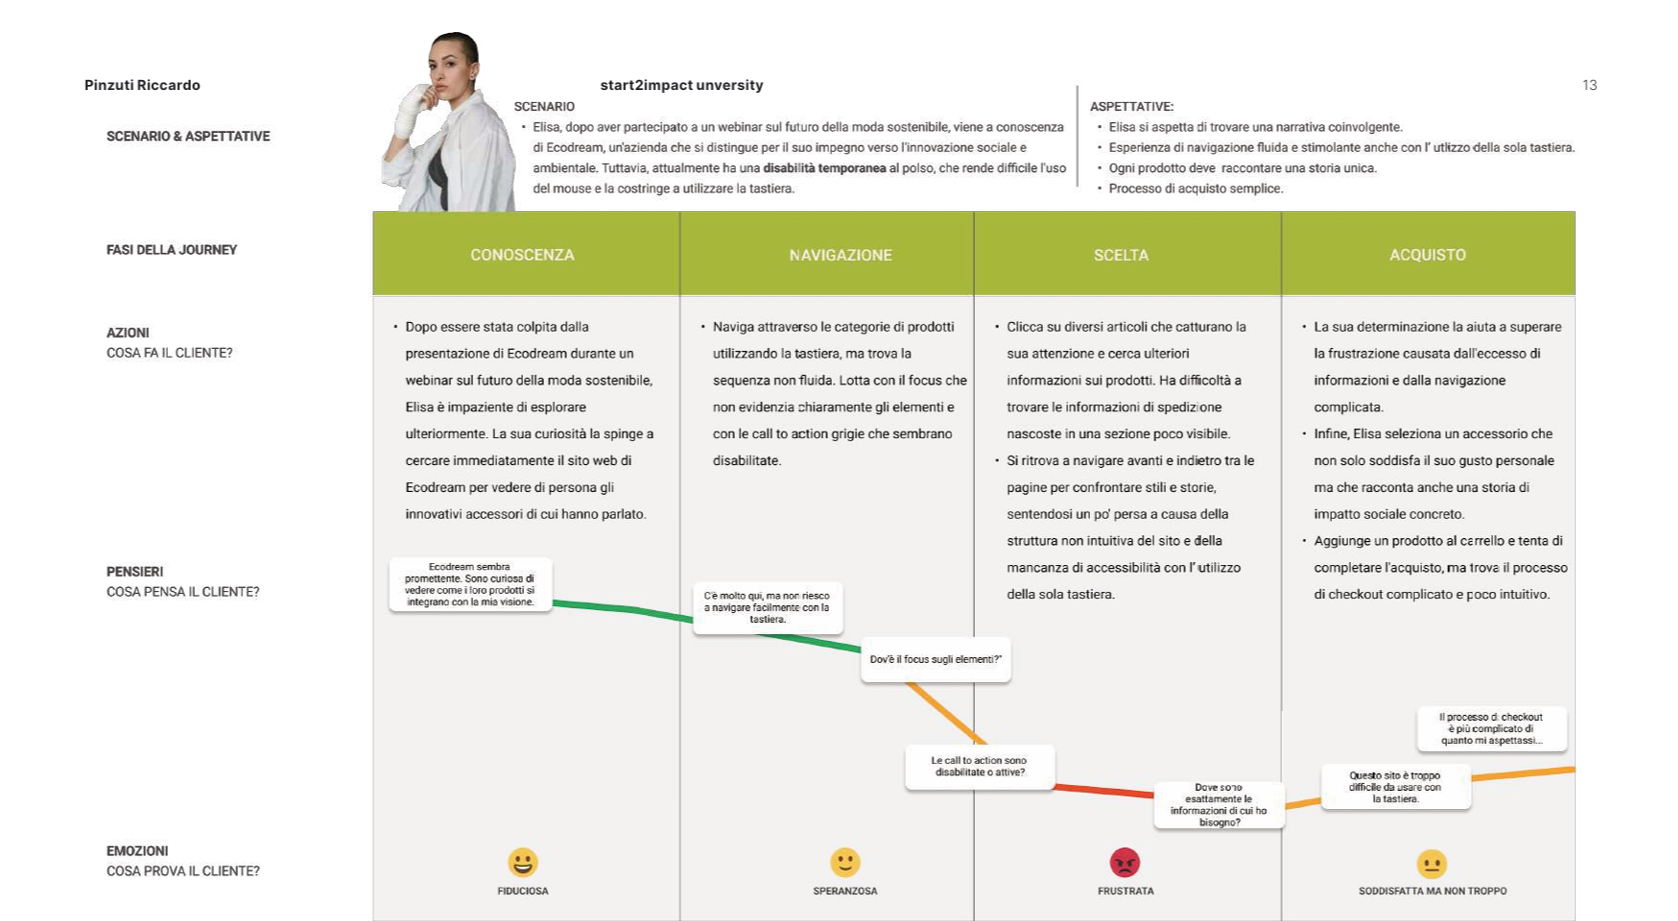 Pinzuti Riccardo
start2impact unversity
13
SCENARIO & ASPETTATIVE
SCENARIO
• Elisa, dopo aver partecipato a un webinar sul futuro della moda sostenibile, viene a conoscenza
di Ecodream, un'azienda che si distingue per il suo impegno verso l'innovazione sociale e
ambientale. Tuttavia, attualmente ha una disabilità temporanea al polso, che rende difficile l'uso
del mouse e la costringe a utilizzare la tastiera.
ASPETTATIVE:
• Elisa si aspetta di trovare una narrativa coinvolgente.
• Esperienza di navigazione fluida e stimolante anche con l' utlizzo della sola tastiera.
• Ogni prodotto deve raccontare una storia unica.
• Processo di acquisto semplice.
FASI DELLA JOURNEY
CONOSCENZA
NAVIGAZIONE
SCELTA
ACQUISTO
AZIONI
COSA FA IL CLIENTE?
• Dopo essere stata colpita dalla
presentazione di Ecodream durante un
webinar sul futuro della moda sostenibile,
Elisa è impaziente di esplorare
ulteriormente. La sua curiosità la spinge a
cercare immediatamente il sito web di
Ecodream per vedere di persona gli
innovativi accessori di cui hanno parlato.
• Naviga attraverso le categorie di prodotti
utilizzando la tastiera, ma trova la
sequenza non fluida. Lotta con il focus che
non evidenzia chiaramente gli elementi e
con le call to action grigie che sembrano
disabilitate.
• Clicca su diversi articoli che catturano la
sua attenzione e cerca ulteriori
informazioni sui prodotti. Ha difficoltà a
trovare le informazioni di spedizione
nascoste in una sezione poco visibile.
• Si ritrova a navigare avanti e indietro tra le
pagine per confrontare stili e storie,
sentendosi un po' persa a causa della
struttura non intuitiva del sito e della
mancanza di accessibilità con l' utilizzo
della sola tastiera.
• La sua determinazione la aiuta a superare
la frustrazione causata dall'eccesso di
informazioni e dalla navigazione
complicata.
• Infine, Elisa seleziona un accessorio che
non solo soddisfa il suo gusto personale
ma che racconta anche una storia di
impatto sociale concreto.
• Aggiunge un prodotto al carrello e tenta di
completare l'acquisto, ma trova il processo
di checkout complicato e poco intuitivo.
PENSIERI
COSA PENSA IL CLIENTE?
Ecodream sembra
promettente. Sono curiosa di
vedere come i loro prodotti si
integrano con la mia visione.
C'è molto qui, ma non riesco
a navigare facilmente con la
tastiera.
Dov'è il focus sugli elementi?"
Le call to action sono
disabilitate o attive?
Dove sono
esattamente le
informazioni di cui ho
bisogno?
Questo sito è troppo
difficile da usare con
la tastiera.
Il processo di checkout
è più complicato di
quanto mi aspettassi...
EMOZIONI
COSA PROVA IL CLIENTE?
FIDUCIOSA
SPERANZOSA
FRUSTRATA
SODDISFATTA MA NON TROPPO